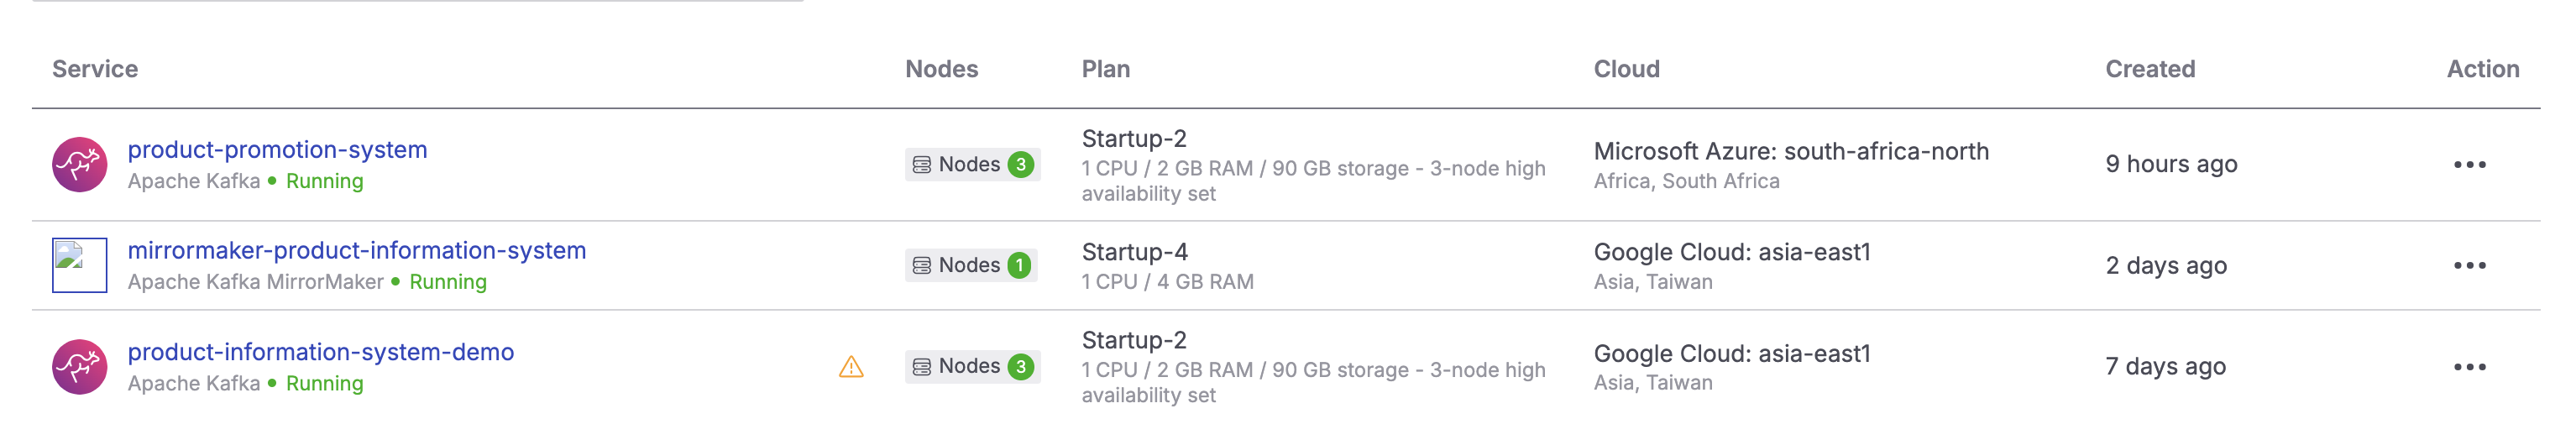 Service Nodes Plan Cloud Created Action
product-promotion-system
Apache Kafka • Running
Nodes 3
Startup-2
1 CPU / 2 GB RAM / 90 GB storage - 3-node high
availability set
Microsoft Azure: south-africa-north
Africa, South Africa
9 hours ago
mirrormaker-product-information-system
Apache Kafka MirrorMaker • Running
Nodes 1
Startup-4
1 CPU / 4 GB RAM
Google Cloud: asia-east1
Asia, Taiwan
2 days ago
product-information-system-demo
Apache Kafka • Running
Nodes 3
Startup-2
1 CPU / 2 GB RAM / 90 GB storage - 3-node high
availability set
Google Cloud: asia-east1
Asia, Taiwan
7 days ago